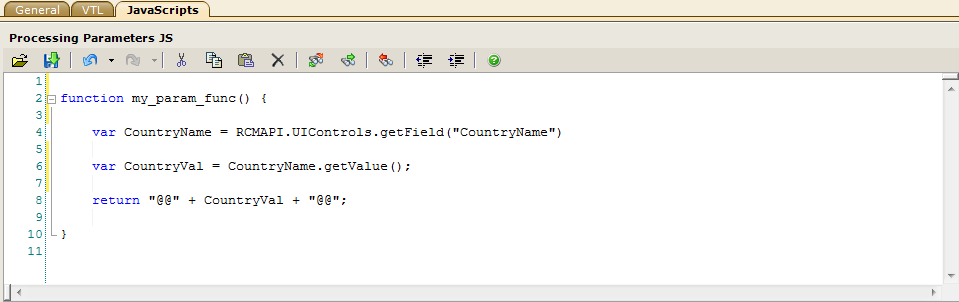 General VTL JavaScripts
Processing Parameters JS
1
2 function my_param_func() {
3
4 var CountryName = RCMAPI.UIControls.getField("CountryName")
5
6 var CountryVal = CountryName.getValue();
7
8 return "@@" + CountryVal + "@@";
9
10 }
11